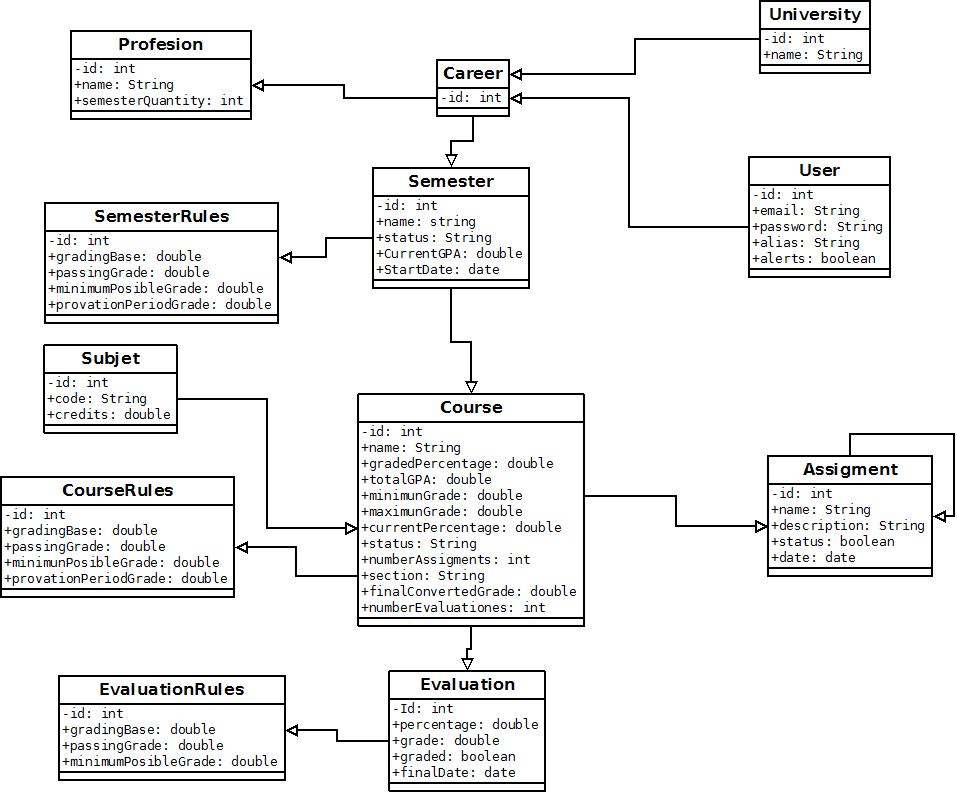 University
-id: int
+name: String
Profesion
-id: int
+name: String
+semesterQuantity: int
Career
-id: int
User
-id: int
+email: String
+password: String
+alias: String
+alerts: boolean
Semester
-id: int
+name: string
+status: String
+CurrentGPA: double
+StartDate: date
SemesterRules
-id: int
+gradingBase: double
+passingGrade: double
+minimumPosibleGrade: double
+provationPeriodGrade: double
Subjet
-id: int
+code: String
+credits: double
Course
-id: int
+name: String
+gradedPercentage: double
+totalGPA: double
+minimunGrade: double
+maximunGrade: double
+currentPercentage: double
+status: String
+numberAssigments: int
+section: String
+finalConvertedGrade: double
+numberEvaluationes: int
Assigment
-id: int
+name: String
+description: String
+status: boolean
+date: date
CourseRules
-id: int
+gradingBase: double
+passingGrade: double
+minimunPosibleGrade: double
+provationPeriodGrade: double
Evaluation
-Id: int
+percentage: double
+grade: double
+graded: boolean
+finalDate: date
EvaluationRules
-id: int
+gradingBase: double
+passingGrade: double
+minimumPosibleGrade: double